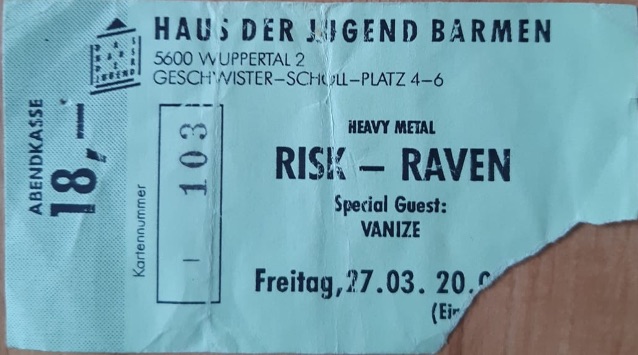 HAUS DER JUGEND BARMEN
5600 WUPPERTAL 2
GESCHWISTER–SCHOLL–PLATZ 4–6
ABENDKASSE
18,–
Kartennummer
103
HEAVY METAL
RISK – RAVEN
Special Guest:
VANIZE
Freitag, 27.03. 20.